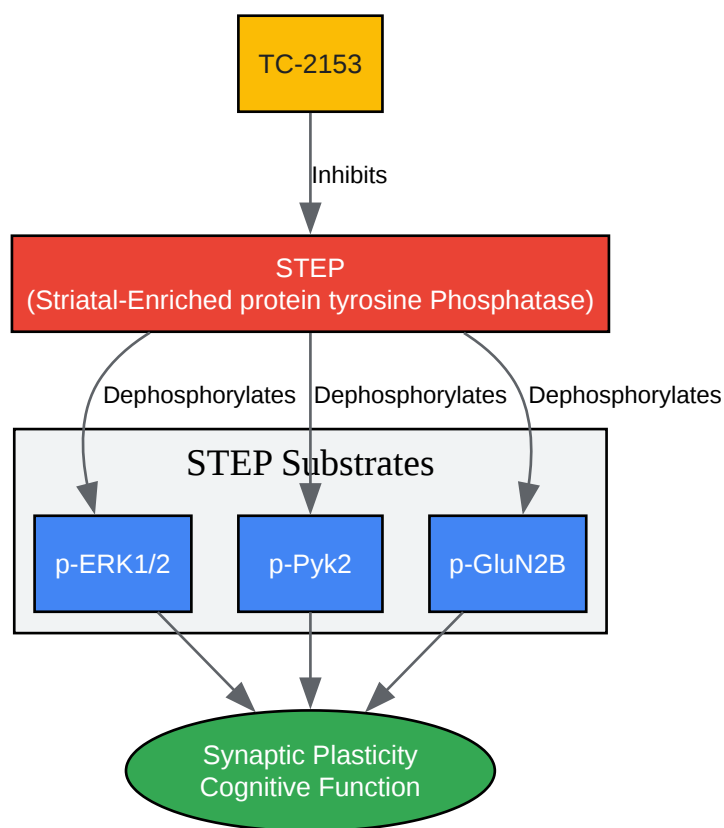 TC-2153
Inhibits
STEP
(Striatal-Enriched protein tyrosine Phosphatase)
Dephosphorylates
Dephosphorylates
Dephosphorylates
STEP Substrates
p-ERK1/2
p-Pyk2
p-GluN2B
Synaptic Plasticity
Cognitive Function